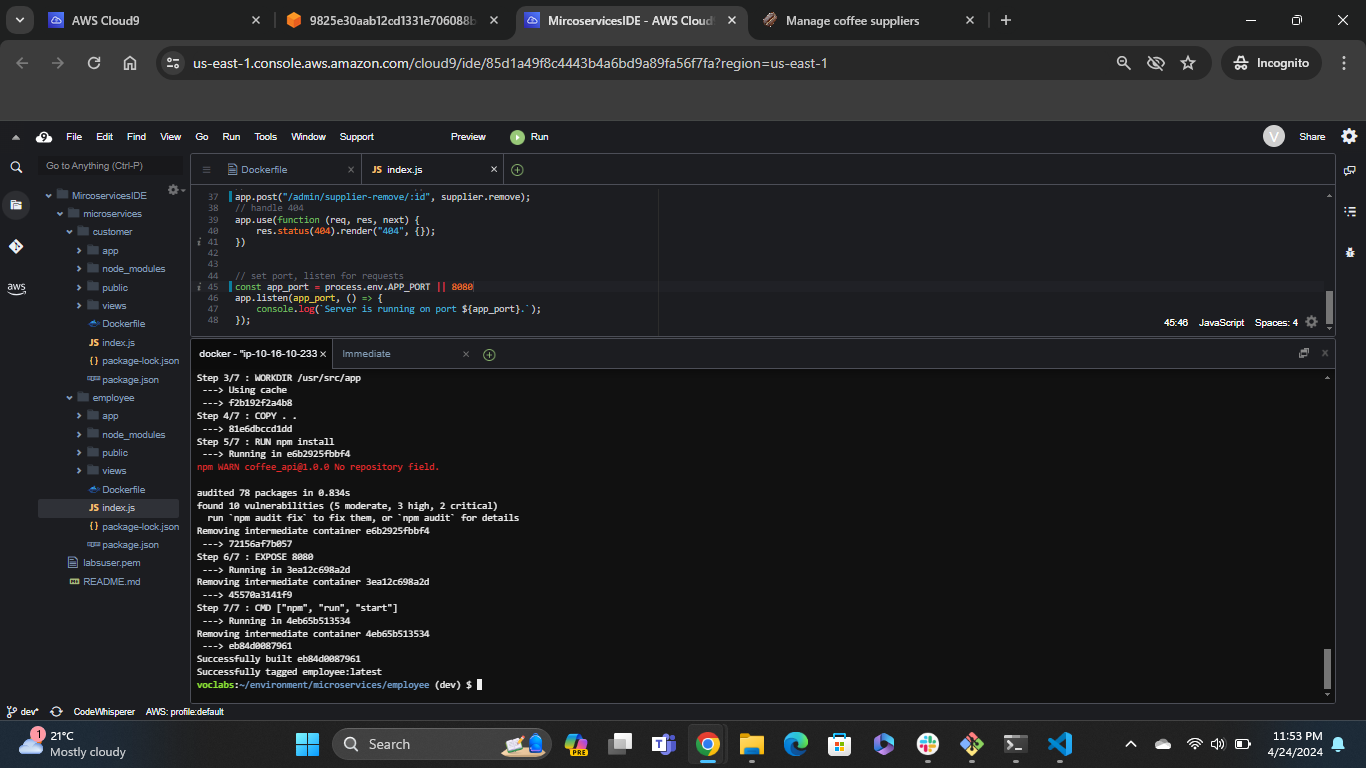 AWS Cloud9
9825e30aab12cd1331e706088b
MircoservicesIDE - AWS Cloud9
Manage coffee suppliers
us-east-1.console.aws.amazon.com/cloud9/ide/85d1a49f8c4443b4a6bd9a89fa56f7fa?region=us-east-1
Incognito
File Edit Find View Go Run Tools Window Support Preview Run
V Share
Go to Anything (Ctrl-P)
MircoservicesIDE
microservices
customer
app
node_modules
public
views
Dockerfile
JS index.js
{} package-lock.json
package.json
employee
app
node_modules
public
views
Dockerfile
JS index.js
{} package-lock.json
package.json
labsuser.pem
README.md
Dockerfile
JS index.js
37 app.post("/admin/supplier-remove/:id", supplier.remove);
38 // handle 404
39 app.use(function (req, res, next) {
40     res.status(404).render("404", {});
41 })
42
43
44 // set port, listen for requests
45 const app_port = process.env.APP_PORT || 8080
46 app.listen(app_port, () => {
47     console.log(`Server is running on port ${app_port}.`);
48 });
45:46 JavaScript Spaces: 4
docker - "ip-10-16-10-233
Immediate
Step 3/7 : WORKDIR /usr/src/app
 ---> Using cache
 ---> f2b192f2a4b8
Step 4/7 : COPY . .
 ---> 81e6dbccd1dd
Step 5/7 : RUN npm install
 ---> Running in e6b2925fbbf4
npm WARN coffee_api@1.0.0 No repository field.
audited 78 packages in 0.834s
found 10 vulnerabilities (5 moderate, 3 high, 2 critical)
  run `npm audit fix` to fix them, or `npm audit` for details
Removing intermediate container e6b2925fbbf4
 ---> 72156af7b057
Step 6/7 : EXPOSE 8080
 ---> Running in 3ea12c698a2d
Removing intermediate container 3ea12c698a2d
 ---> 45570a3141f9
Step 7/7 : CMD ["npm", "run", "start"]
 ---> Running in 4eb65b513534
Removing intermediate container 4eb65b513534
 ---> eb84d0087961
Successfully built eb84d0087961
Successfully tagged employee:latest
voclabs:~/environment/microservices/employee (dev) $
dev* CodeWhisperer AWS: profile:default
aws
1
21°C
Mostly cloudy
Search
PRE
11:53 PM
4/24/2024